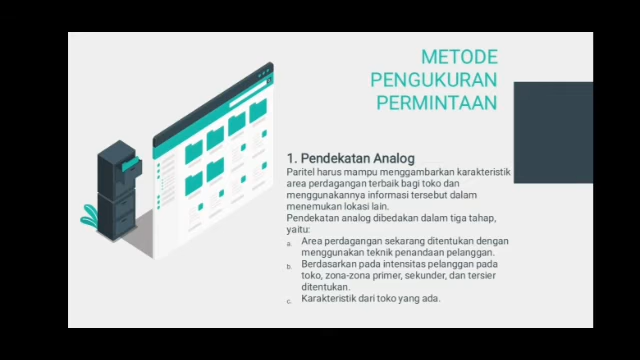 METODE
PENGUKURAN
PERMINTAAN
1. Pendekatan Analog
Paritel harus mampu menggambarkan karakteristik
area perdagangan terbaik bagi toko dan
menggunakannya informasi tersebut dalam
menemukan lokasi lain.
Pendekatan analog dibedakan dalam tiga tahap,
yaitu:
a. Area perdagangan sekarang ditentukan dengan
menggunakan teknik penandaan pelanggan.
b. Berdasarkan pada intensitas pelanggan pada
toko, zona-zona primer, sekunder, dan tersier
ditentukan.
c. Karakteristik dari toko yang ada.